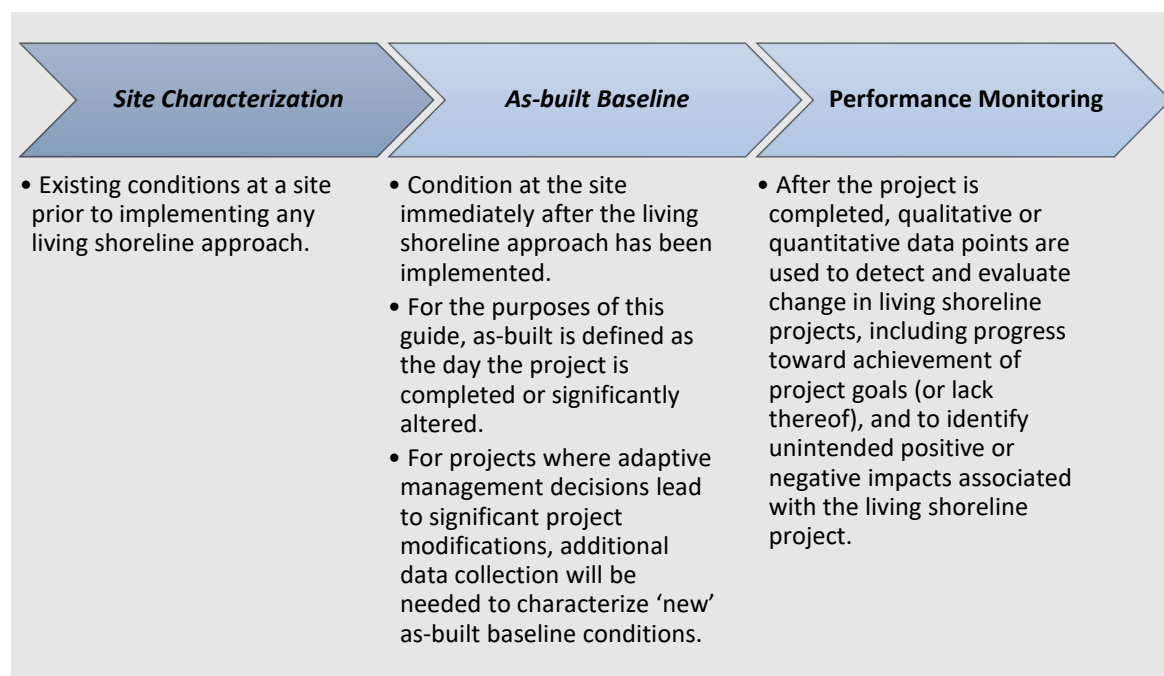 Site Characterization
As-built Baseline
Performance Monitoring
• Existing conditions at a site
prior to implementing any
living shoreline approach.
• Condition at the site
immediately after the living
shoreline approach has been
implemented.
• For the purposes of this
guide, as-built is defined as
the day the project is
completed or significantly
altered.
• For projects where adaptive
management decisions lead
to significant project
modifications, additional
data collection will be
needed to characterize ‘new’
as-built baseline conditions.
• After the project is
completed, qualitative or
quantitative data points are
used to detect and evaluate
change in living shoreline
projects, including progress
toward achievement of
project goals (or lack
thereof), and to identify
unintended positive or
negative impacts associated
with the living shoreline
project.